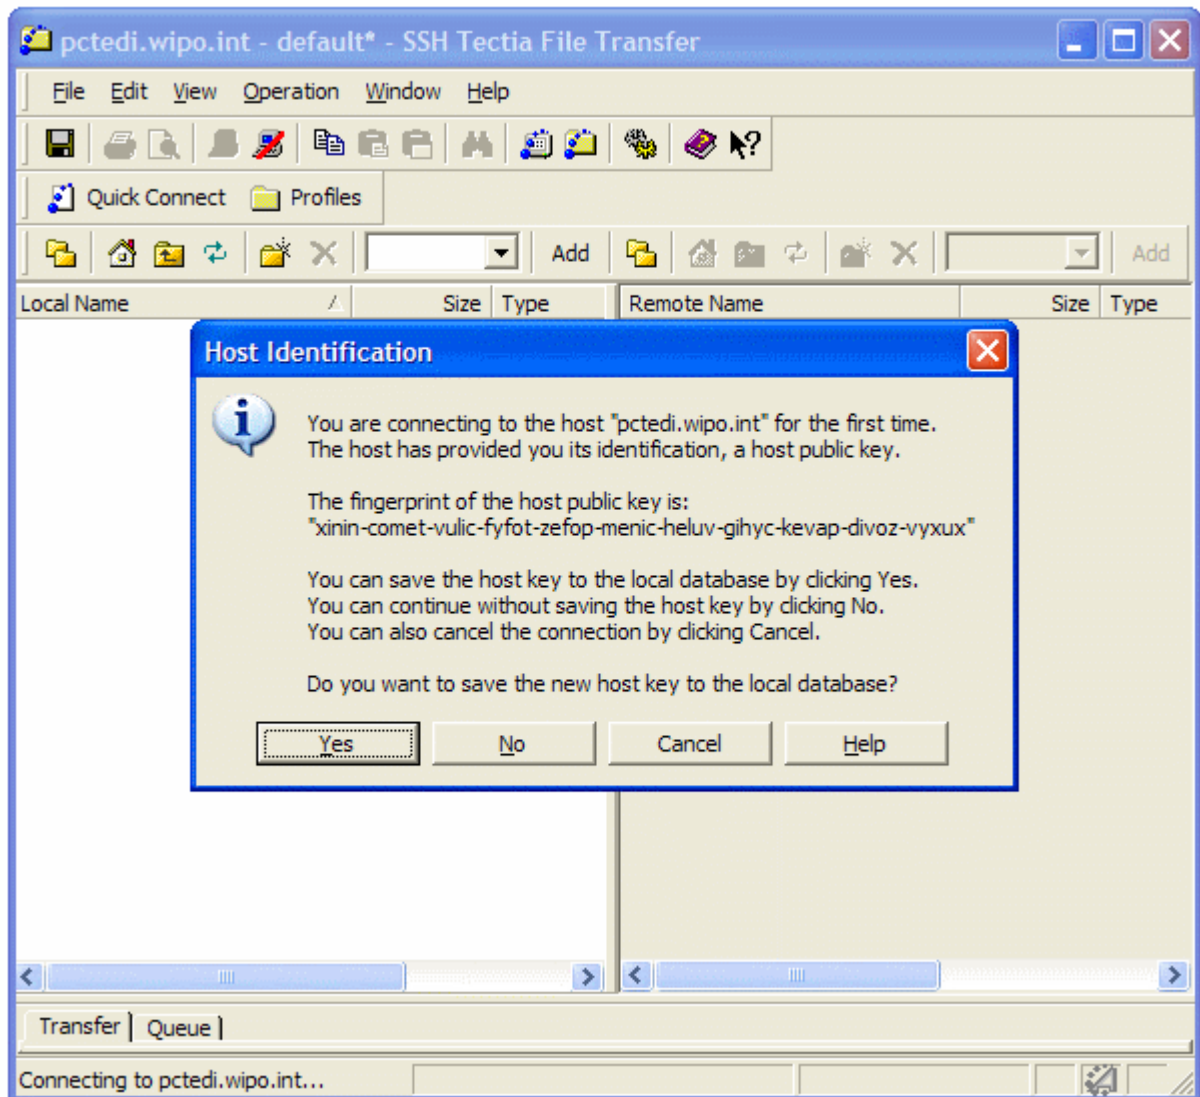 pctedi.wipo.int - default* - SSH Tectia File Transfer
File Edit View Operation Window Help
Quick Connect Profiles
Add Add
Local Name Size Type Remote Name Size Type
Host Identification
You are connecting to the host "pctedi.wipo.int" for the first time.
The host has provided you its identification, a host public key.
The fingerprint of the host public key is:
"xinin-comet-vulic-fyfot-zefop-menic-heluv-gihyc-kevap-divoz-vyxux"
You can save the host key to the local database by clicking Yes.
You can continue without saving the host key by clicking No.
You can also cancel the connection by clicking Cancel.
Do you want to save the new host key to the local database?
Yes No Cancel Help
Transfer Queue
Connecting to pctedi.wipo.int...